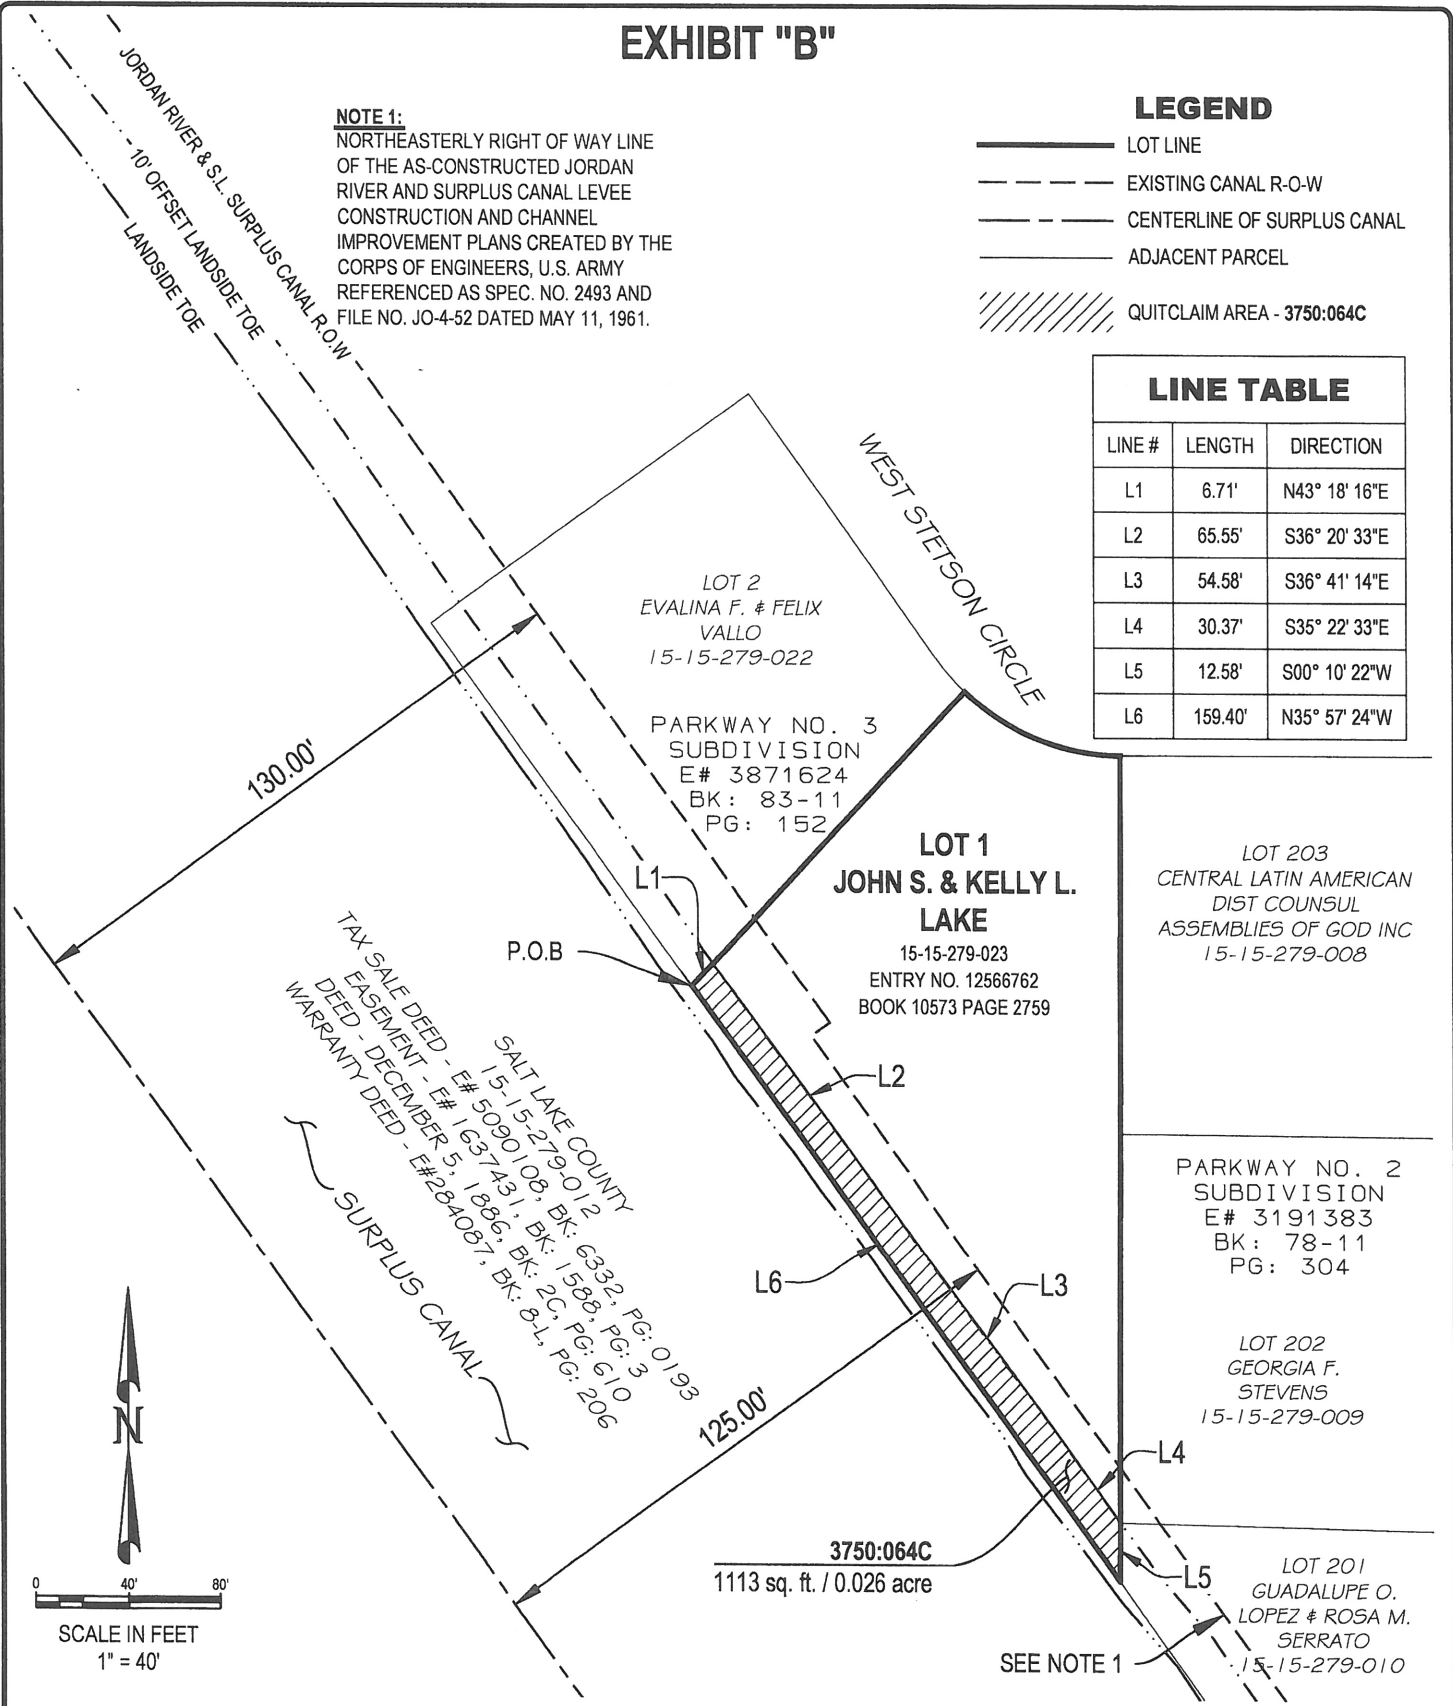 EXHIBIT "B"
JORDAN RIVER & S.L. SURPLUS CANAL R.O.W
10' OFFSET LANDSIDE TOE
LANDSIDE TOE
NOTE 1:
NORTHEASTERLY RIGHT OF WAY LINE
OF THE AS-CONSTRUCTED JORDAN
RIVER AND SURPLUS CANAL LEVEE
CONSTRUCTION AND CHANNEL
IMPROVEMENT PLANS CREATED BY THE
CORPS OF ENGINEERS, U.S. ARMY
REFERENCED AS SPEC. NO. 2493 AND
FILE NO. JO-4-52 DATED MAY 11, 1961.
LEGEND
LOT LINE
EXISTING CANAL R-O-W
CENTERLINE OF SURPLUS CANAL
ADJACENT PARCEL
QUITCLAIM AREA - 3750:064C
LINE TABLE
LINE # LENGTH DIRECTION
L1 6.71' N43° 18' 16"E
L2 65.55' S36° 20' 33"E
L3 54.58' S36° 41' 14"E
L4 30.37' S35° 22' 33"E
L5 12.58' S00° 10' 22"W
L6 159.40' N35° 57' 24"W
WEST STETSON CIRCLE
LOT 2
EVALINA F. & FELIX
VALLO
15-15-279-022
PARKWAY NO. 3
SUBDIVISION
E# 3871624
BK: 83-11
PG: 152
130.00'
LOT 1
JOHN S. & KELLY L.
LAKE
15-15-279-023
ENTRY NO. 12566762
BOOK 10573 PAGE 2759
LOT 203
CENTRAL LATIN AMERICAN
DIST COUNSUL
ASSEMBLIES OF GOD INC
15-15-279-008
L1
P.O.B
L2
SALT LAKE COUNTY
15-15-279-012
TAX SALE DEED - E# 5090108, BK: 6332, PG: 0193
EASEMENT - E# 1637431, BK: 1588, PG: 3
DEED - DECEMBER 5, 1886, BK: 2C, PG: 610
WARRANTY DEED - E#284087, BK: 8-L, PG: 206
SURPLUS CANAL
PARKWAY NO. 2
SUBDIVISION
E# 3191383
BK: 78-11
PG: 304
L6
L3
LOT 202
GEORGIA F.
STEVENS
15-15-279-009
125.00'
L4
N
3750:064C
1113 sq. ft. / 0.026 acre
L5
LOT 201
GUADALUPE O.
LOPEZ & ROSA M.
SERRATO
15-15-279-010
0 40' 80'
SCALE IN FEET
1" = 40'
SEE NOTE 1